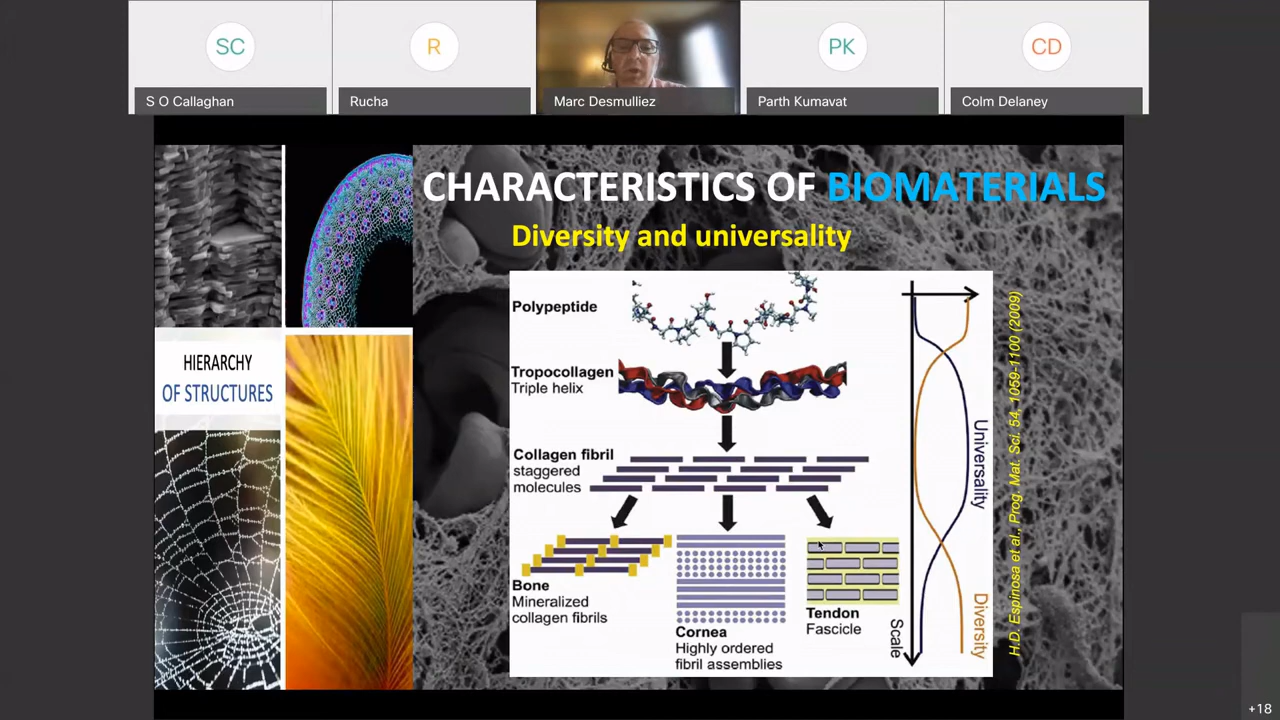 SC
S O Callaghan
R
Rucha
Marc Desmulliez
PK
Parth Kumavat
CD
Colm Delaney
CHARACTERISTICS OF BIOMATERIALS
Diversity and universality
HIERARCHY
OF STRUCTURES
Polypeptide
Tropocollagen
Triple helix
Collagen fibril
staggered
molecules
Bone
Mineralized
collagen fibrils
Cornea
Highly ordered
fibril assemblies
Tendon
Fascicle
Scale
Universality
Diversity
H.D. Espinosa et al., Prog. Mat. Sci. 54, 1059-1100 (2009)
+18